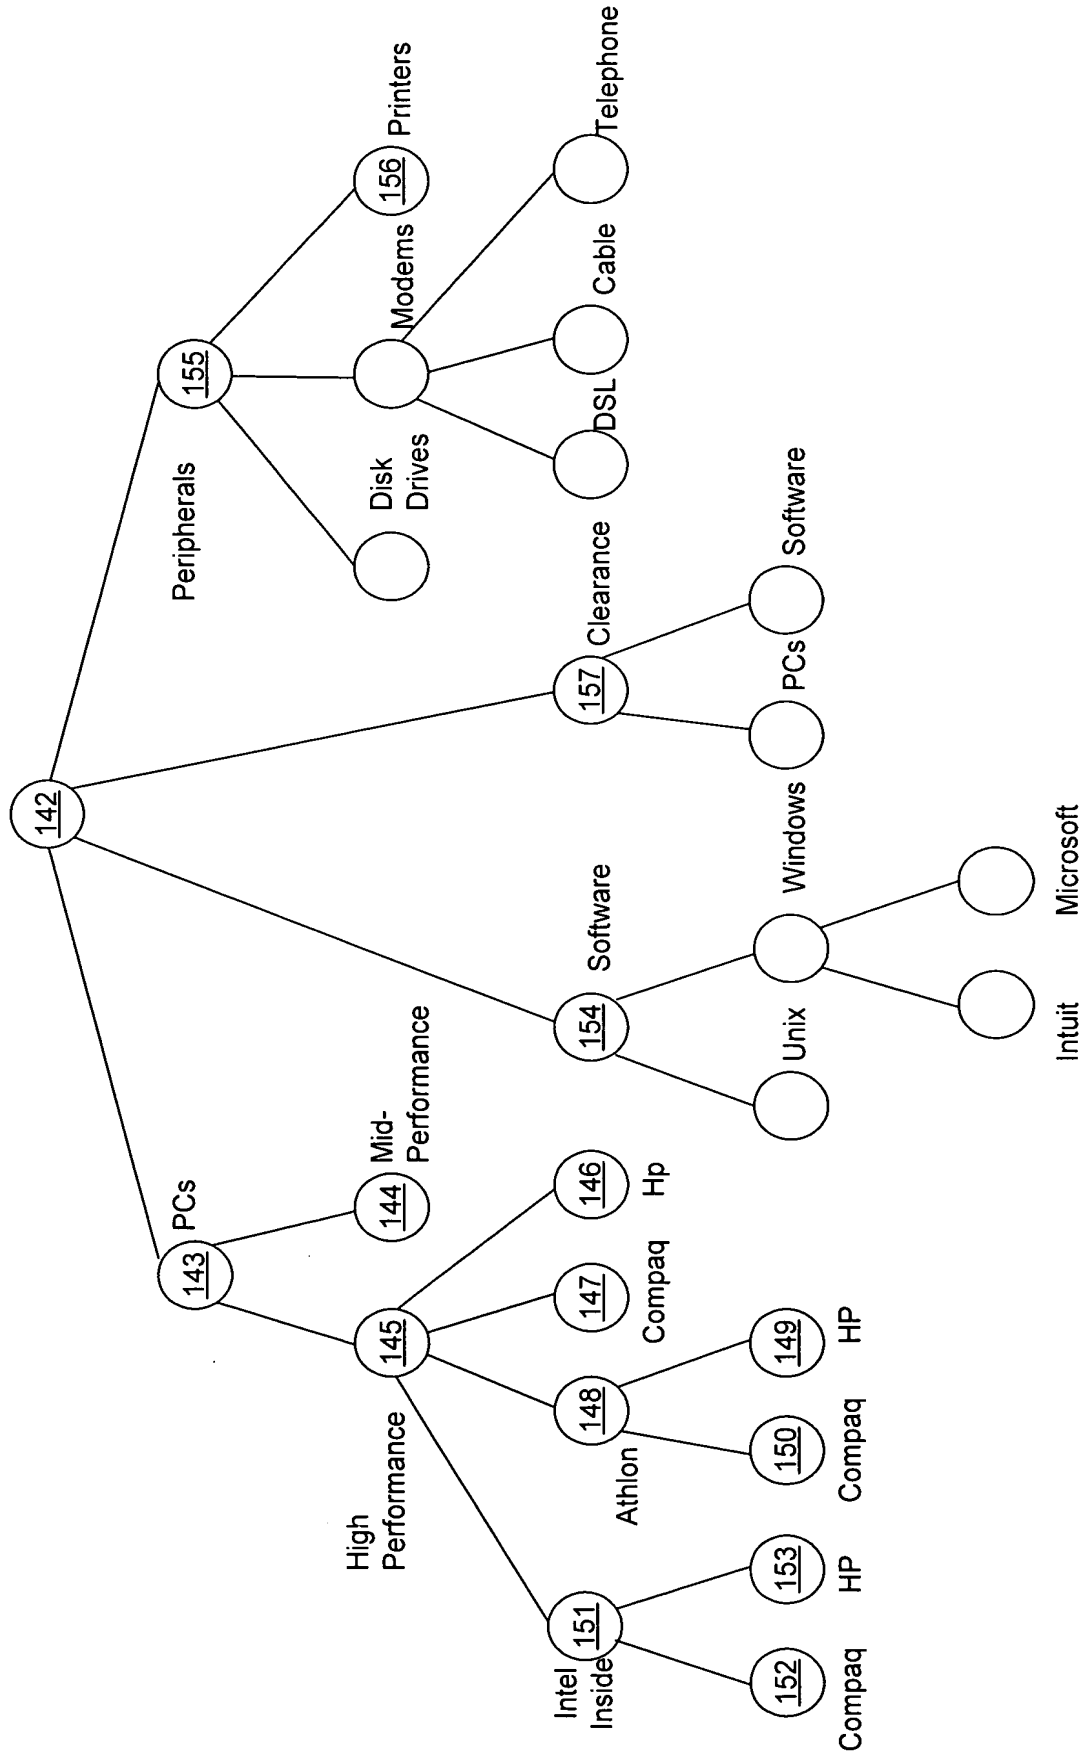 142
143
PCs
155
Peripherals
High
Performance
145
144
Mid-
Performance
Disk
Drives
Modems
156
Printers
Intel
Inside
151
148
Athlon
147
Compaq
146
Hp
154
Software
157
Clearance
DSL
Cable
Telephone
152
Compaq
153
HP
150
Compaq
149
HP
Unix
Windows
PCs
Software
Intuit
Microsoft